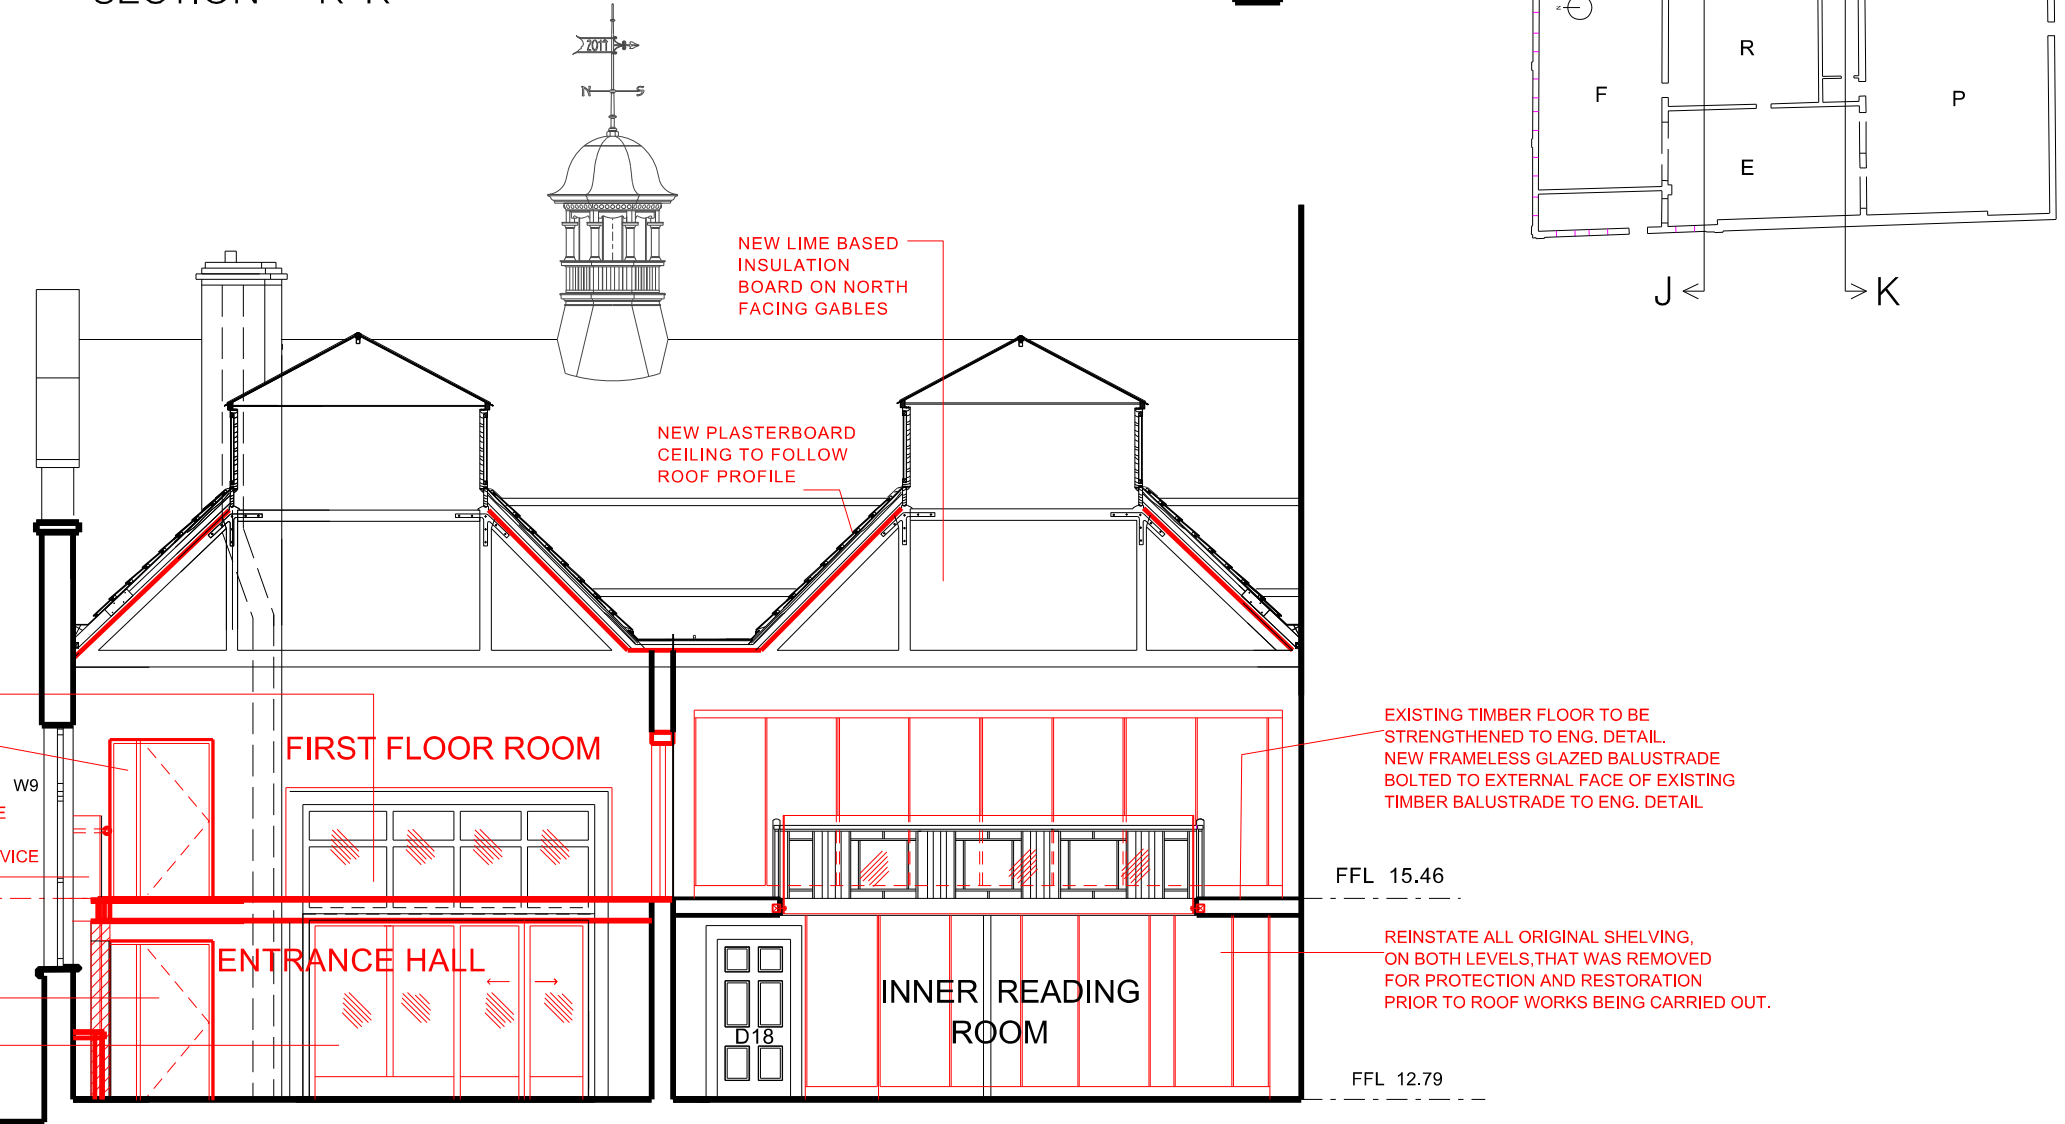 SECTION K-K
2017
N S
N
R
F
P
E
J K
NEW LIME BASED
INSULATION
BOARD ON NORTH
FACING GABLES
NEW PLASTERBOARD
CEILING TO FOLLOW
ROOF PROFILE
FIRST FLOOR ROOM
W9
E
VICE
EXISTING TIMBER FLOOR TO BE
STRENGTHENED TO ENG. DETAIL.
NEW FRAMELESS GLAZED BALUSTRADE
BOLTED TO EXTERNAL FACE OF EXISTING
TIMBER BALUSTRADE TO ENG. DETAIL
FFL 15.46
ENTRANCE HALL
INNER READING
ROOM
D18
REINSTATE ALL ORIGINAL SHELVING,
ON BOTH LEVELS,THAT WAS REMOVED
FOR PROTECTION AND RESTORATION
PRIOR TO ROOF WORKS BEING CARRIED OUT.
FFL 12.79